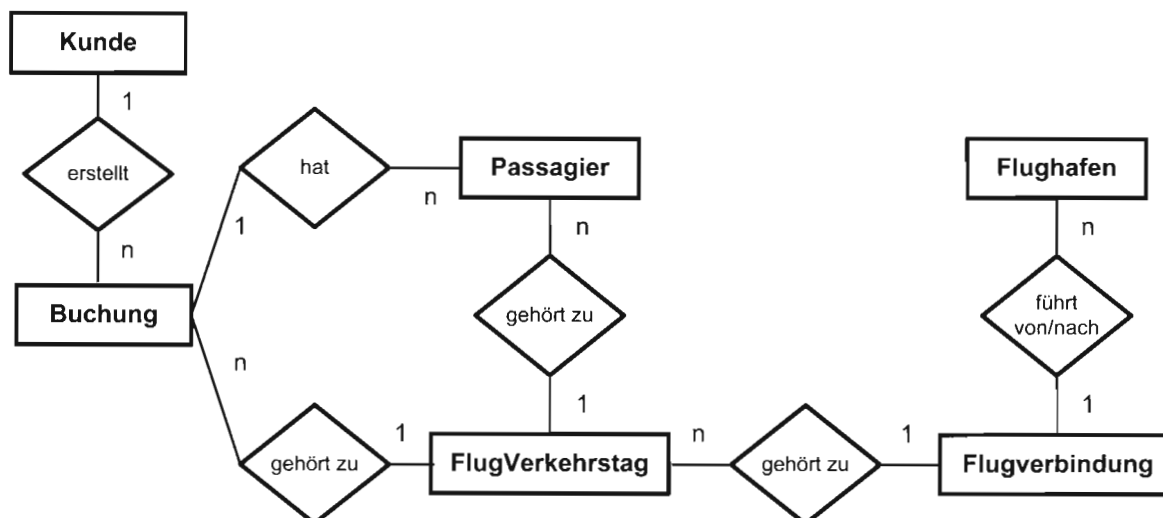 Kunde
1
erstellt
n
Buchung
1
hat
n
Passagier
n
gehört zu
1
n
gehört zu
1
FlugVerkehrstag
n
gehört zu
1
Flugverbindung
Flughafen
n
führt
von/nach
1